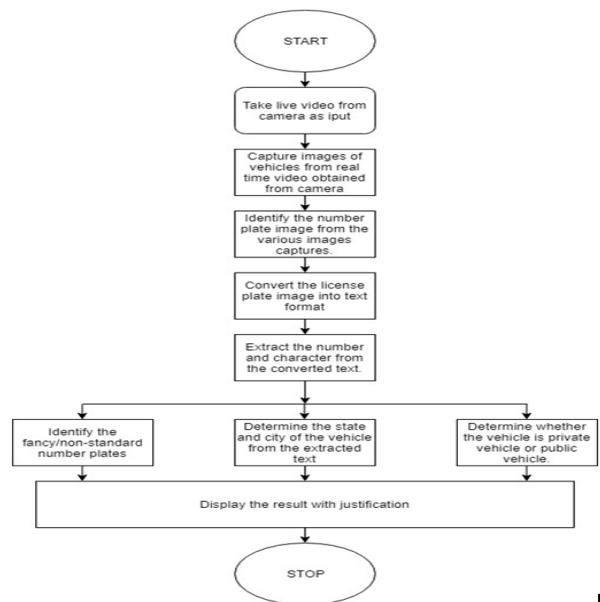 START
Take live video from
camera as iput
Capture images of
vehicles from real
time video obtained
from camera
Identify the number
plate image from the
various images
captures.
Convert the license
plate image into text
format
Extract the number
and character from
the converted text.
Identify the
fancy/non-standard
number plates
Determine the state
and city of the vehicle
from the extracted
text
Determine whether
the vehicle is private
vehicle or public
vehicle.
Display the result with justification
STOP